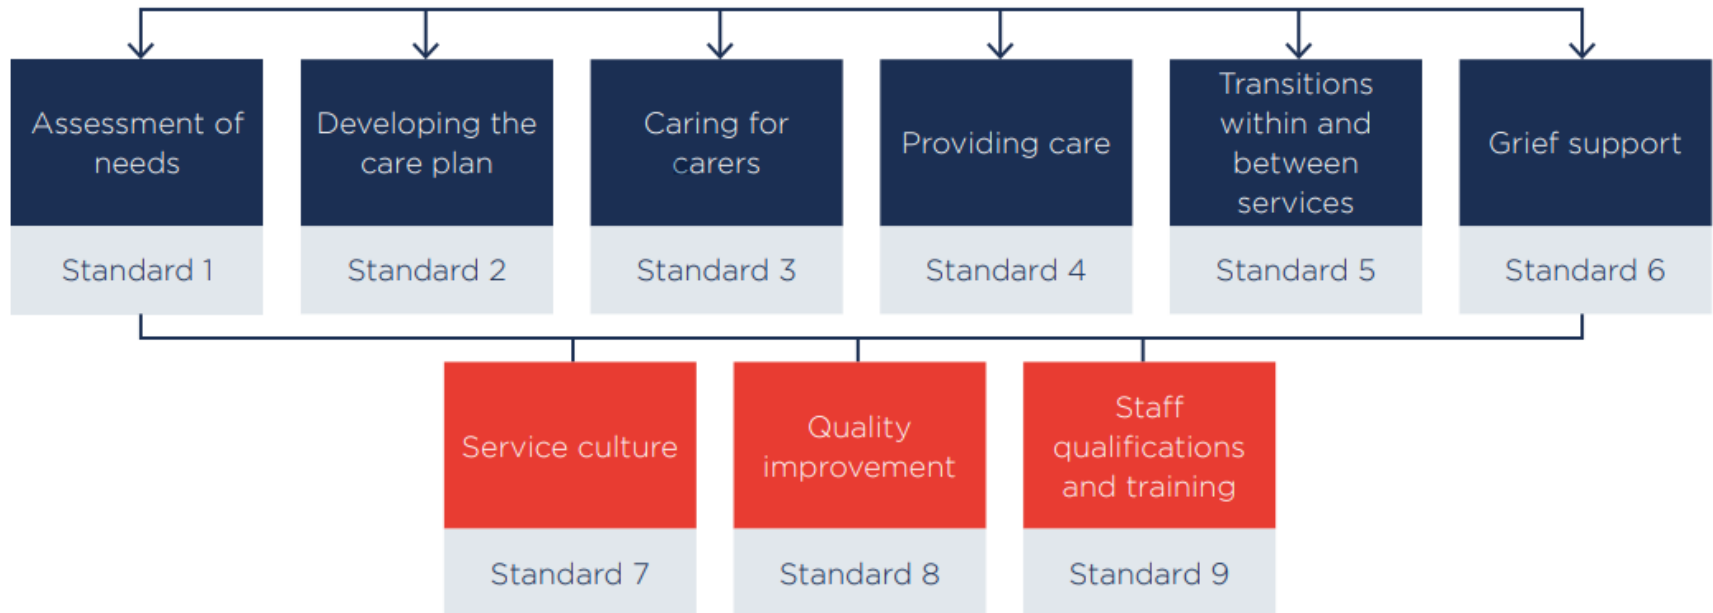 Assessment of
needs
Standard 1
Developing the
care plan
Standard 2
Caring for
carers
Standard 3
Providing care
Standard 4
Transitions
within and
between
services
Standard 5
Grief support
Standard 6
Service culture
Standard 7
Quality
improvement
Standard 8
Staff
qualifications
and training
Standard 9